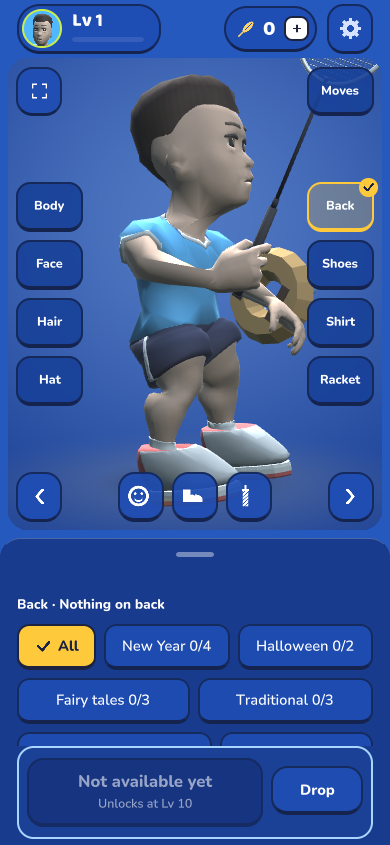 Lv 1
0
+
Moves
Body
Back
Face
Shoes
Hair
Shirt
Hat
Racket
Back · Nothing on back
All
New Year 0/4
Halloween 0/2
Fairy tales 0/3
Traditional 0/3
Not available yet
Unlocks at Lv 10
Drop